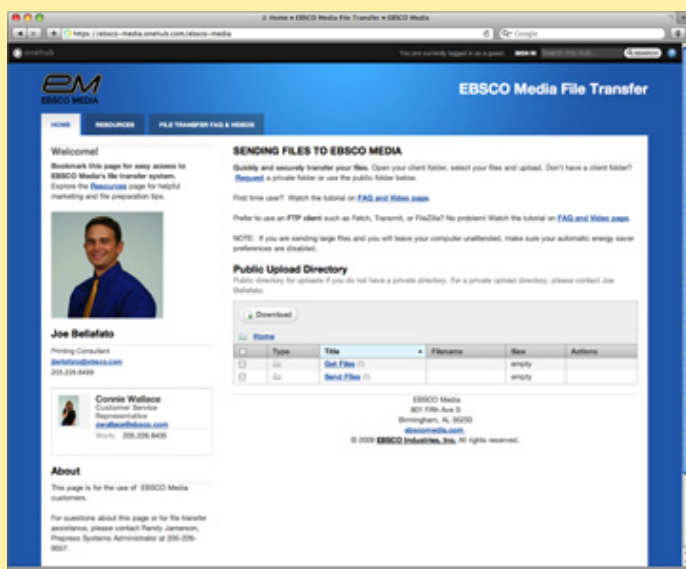 Home • EBSCO Media File Transfer • EBSCO Media
https://ebsco-media.onehub.com/ebsco-media
Google
onehub
You are currently logged in as a guest.
SIGN IN
Search this Hub...
SEARCH
EM
EBSCO MEDIA
EBSCO Media File Transfer
HOME
RESOURCES
FILE TRANSFER FAQ & VIDEOS
Welcome!
Bookmark this page for easy access to
EBSCO Media's file transfer system.
Explore the Resources page for helpful
marketing and file preparation tips.
Joe Bellafato
Printing Consultant
jbellafato@ebsco.com
205.226.8499
Connie Wallace
Customer Service
Representative
cwallace@ebsco.com
Work: 205.226.8435
About
This page is for the use of EBSCO Media
customers.
For questions about this page or for file transfer
assistance, please contact Randy Jamerson,
Prepress Systems Administrator at 205-226-
SENDING FILES TO EBSCO MEDIA
Quickly and securely transfer your files. Open your client folder, select your files and upload. Don't have a client folder?
Request a private folder or use the public folder below.
First time user? Watch the tutorial on FAQ and Video page.
Prefer to use an FTP client such as Fetch, Transmit, or FileZilla? No problem! Watch the tutorial on FAQ and Video page.
NOTE: If you are sending large files and you will leave your computer unattended, make sure your automatic energy saver
preferences are disabled.
Public Upload Directory
Public directory for uploads if you do not have a private directory. For a private upload directory, please contact Joe
Bellafato.
Download
Home
Type Title Filename Size Actions
Get Files empty
Send Files empty
EBSCO Media
801 Fifth Ave S
Birmingham, AL 35233
ebscomedia.com
© 2009 EBSCO Industries, Inc. All rights reserved.